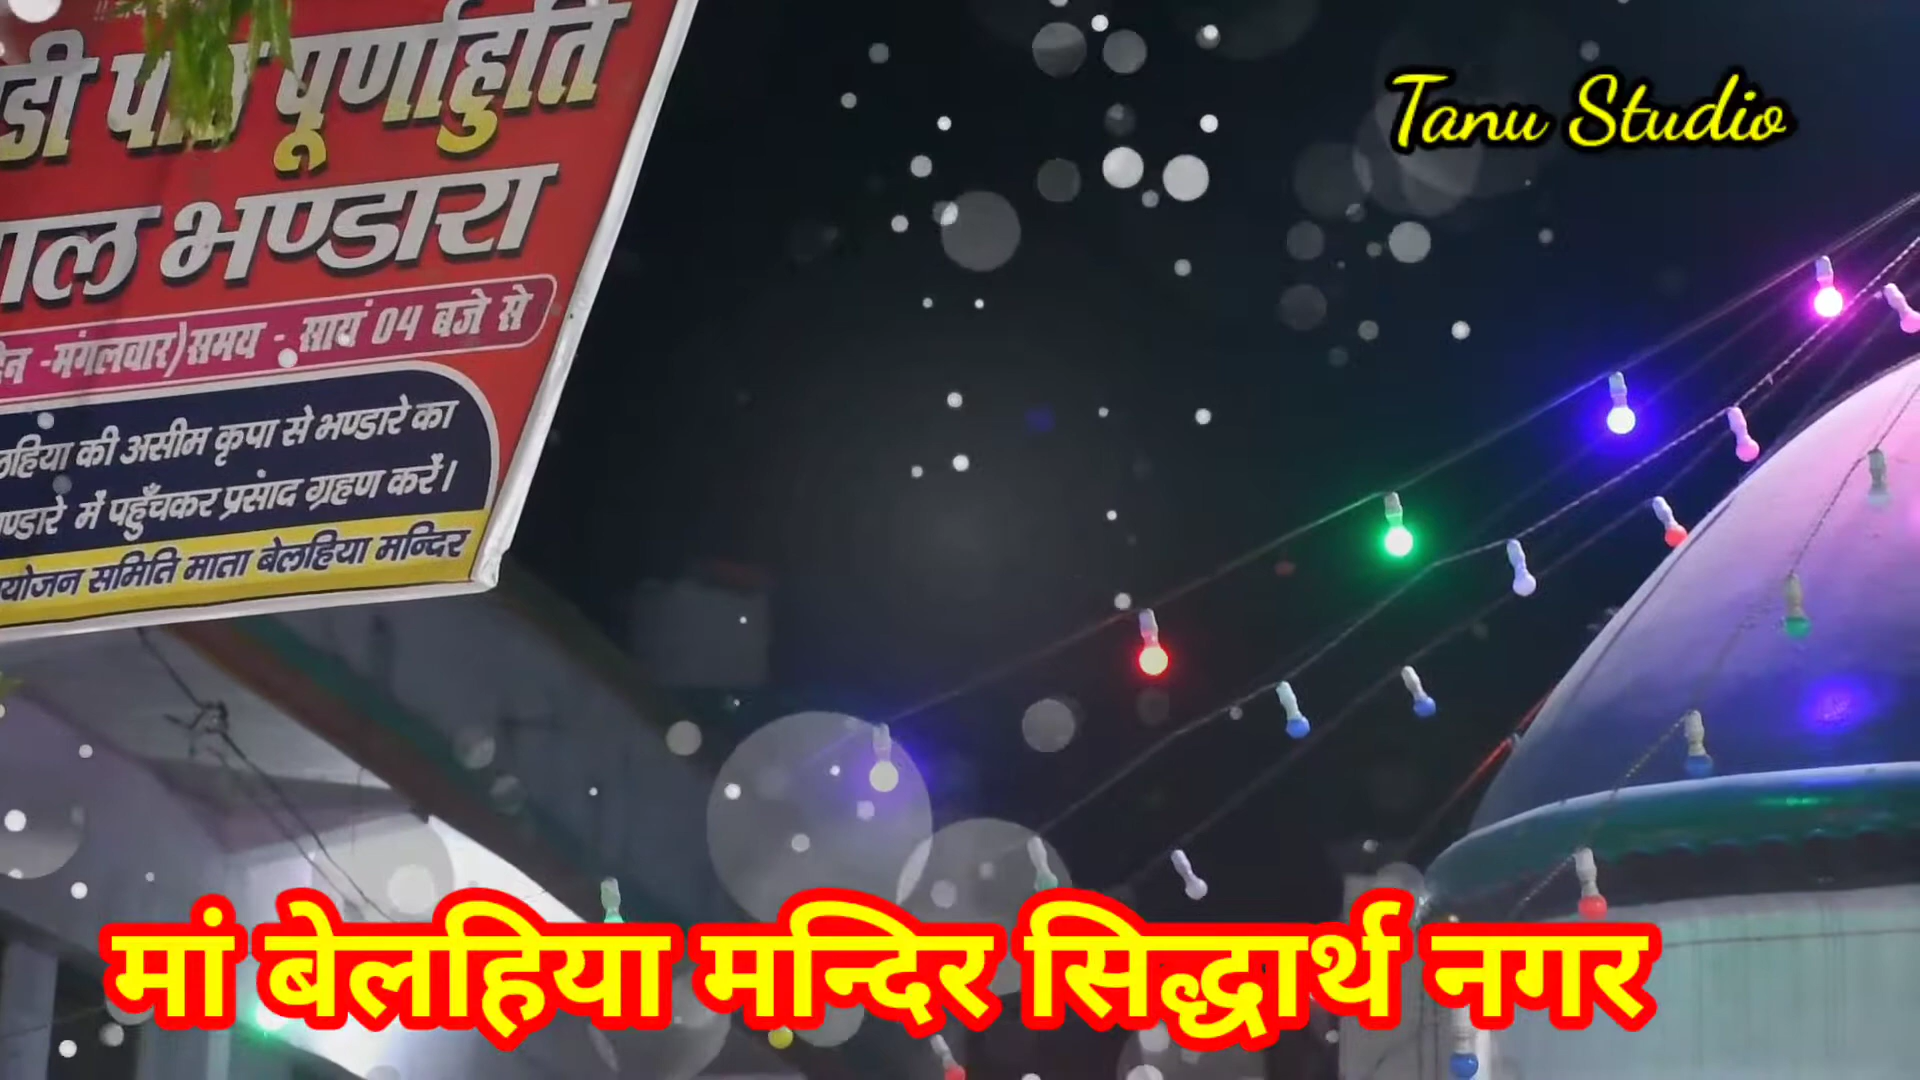 पूर्णाहुति
Tanu Studio
भण्डारा
-मंगलवार)समय - सायं 04 बजे से
की असीम कृपा से भण्डारे का
में पहुँचकर प्रसाद ग्रहण करें।
समिति माता बेलहिया मन्दिर
मां बेलहिया मन्दिर सिद्धार्थ नगर